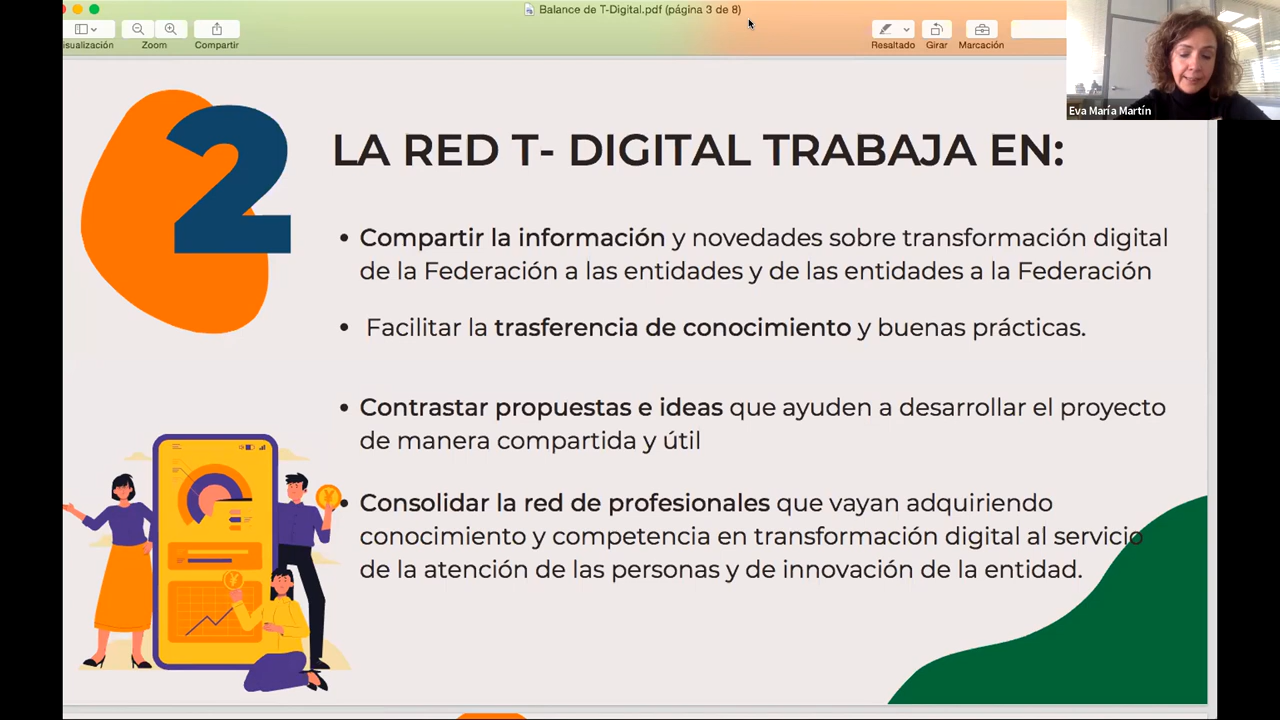 Balance de T-Digital.pdf (página 3 de 8)
isualización
Zoom
Compartir
Resaltado
Girar
Marcación
Eva María Martín
2
LA RED T- DIGITAL TRABAJA EN:
• Compartir la información y novedades sobre transformación digital
de la Federación a las entidades y de las entidades a la Federación
• Facilitar la trasferencia de conocimiento y buenas prácticas.
• Contrastar propuestas e ideas que ayuden a desarrollar el proyecto
de manera compartida y útil
• Consolidar la red de profesionales que vayan adquiriendo
conocimiento y competencia en transformación digital al servicio
de la atención de las personas y de innovación de la entidad.